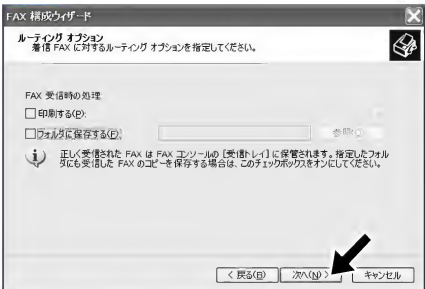 FAX 構成ウィザード
ルーティング オプション
着信 FAX に対するルーティング オプションを指定してください。
FAX 受信時の処理
印刷する(P):
フォルダに保存する(F):
参照(O)
正しく受信された FAX は FAX コンソールの [受信トレイ] に保管されます。指定したフォル
ダにも受信した FAX のコピーを保存する場合は、このチェックボックスをオンにしてください。
< 戻る(B)
次へ(N) >
キャンセル